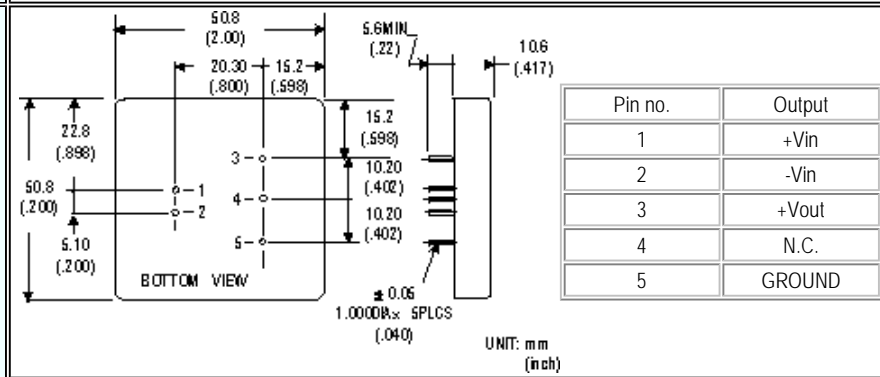 50.8
(2.00)
20.30
(.800)
15.2
(.598)
22.8
(.898)
50.8
(.200)
5.10
(.200)
1
2
3
4
5
15.2
(.598)
10.20
(.402)
10.20
(.402)
BOTTOM VIEW
5.6MIN
(.22)
10.6
(.417)
± 0.05
1.000DIA× 5PLCS
(.040)
UNIT: mm
(inch)
Pin no. Output
1 +Vin
2 -Vin
3 +Vout
4 N.C.
5 GROUND